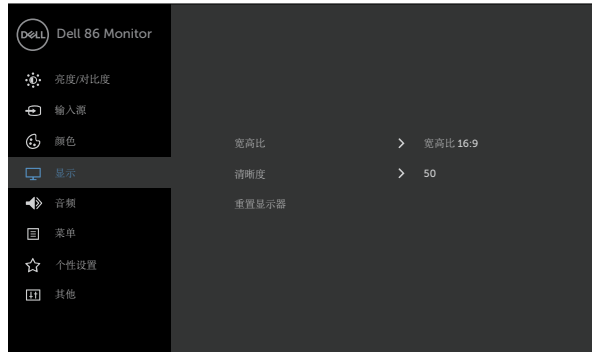 DELL Dell 86 Monitor
亮度/对比度
输入源
颜色
宽高比 宽高比 16:9
显示
清晰度 50
音频
重置显示器
菜单
个性设置
其他